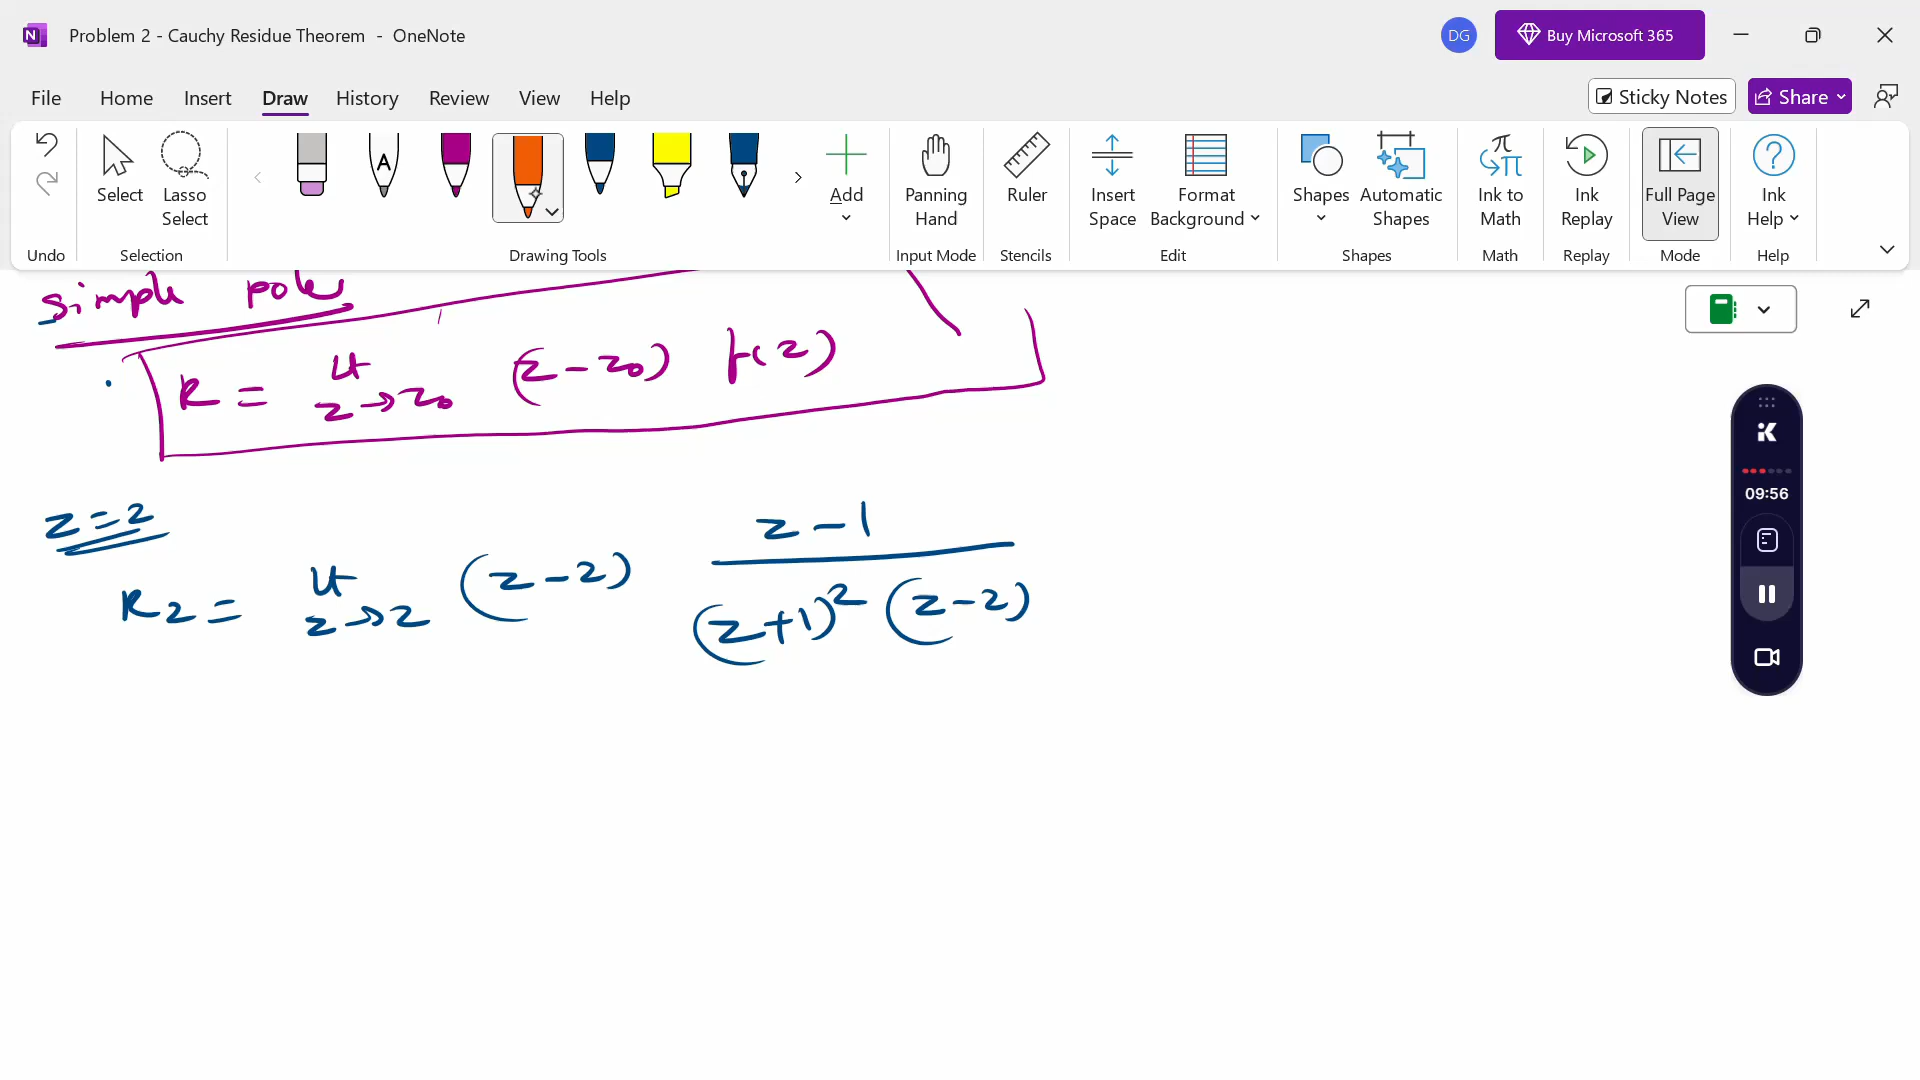 Problem 2 - Cauchy Residue Theorem - OneNote
DG
Buy Microsoft 365
File Home Insert Draw History Review View Help
Sticky Notes
Share
Select
Lasso Select
A
Add
Panning Hand
Ruler
Insert Space
Format Background
Shapes
Automatic Shapes
Ink to Math
Ink Replay
Full Page View
Ink Help
Undo
Selection
Drawing Tools
Input Mode
Stencils
Edit
Shapes
Math
Replay
Mode
Help
simple pole
R = lt z→z0 (z-z0) f(z)
09:56
z=2
R2 = lt z→2 (z-2) z-1 / (z+1)² (z-2)